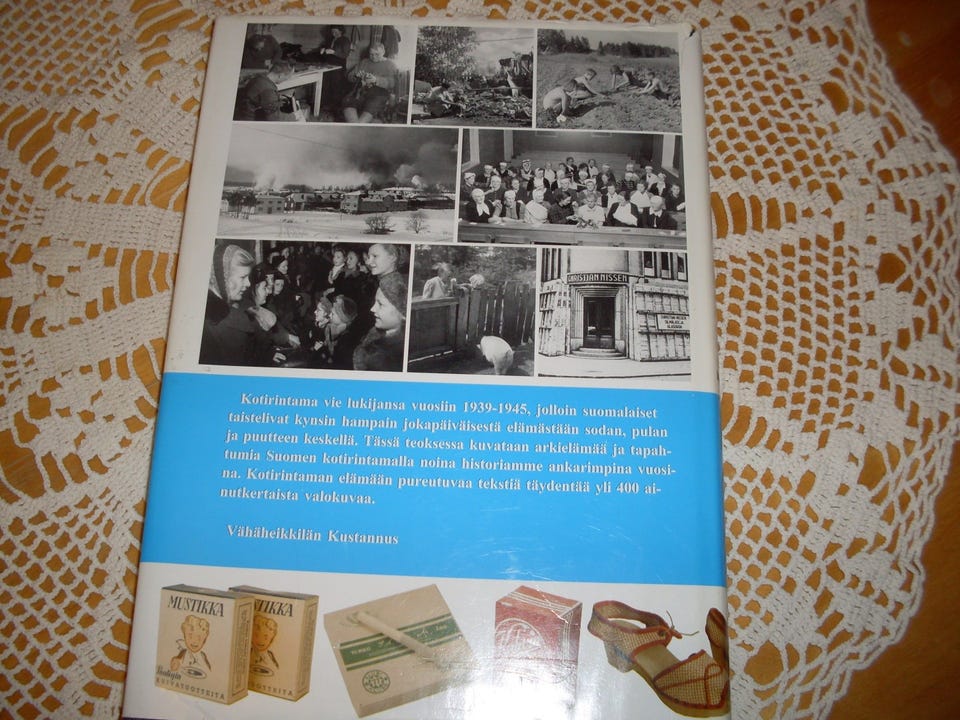 CHRISTIAN NISSEN
Kotirintama vie lukijansa vuosiin 1939-1945, jolloin suomalaiset
taistelivat kynsin hampain jokapäiväisestä elämästään sodan, pulan
ja puutteen keskellä. Tässä teoksessa kuvataan arkielämää ja tapah-
tumia Suomen kotirintamalla noina historiamme ankarimpina vuosi-
na. Kotirintaman elämään pureutuvaa tekstiä täydentää yli 400 ai-
nutkertaista valokuvaa.
Vähäheikkilän Kustannus
MUSTIKKA
KUIVATUOTTEITA
MUSTIKKA
KUIVATUOTTEITA